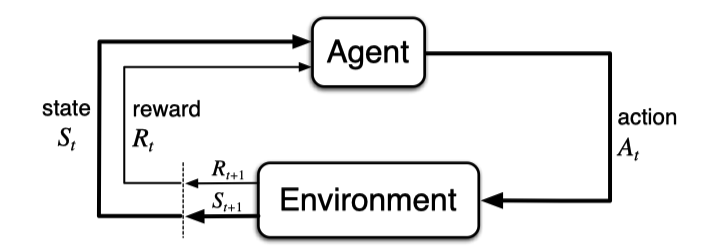 Agent
state
S_t
reward
R_t
action
A_t
R_{t+1}
S_{t+1}
Environment